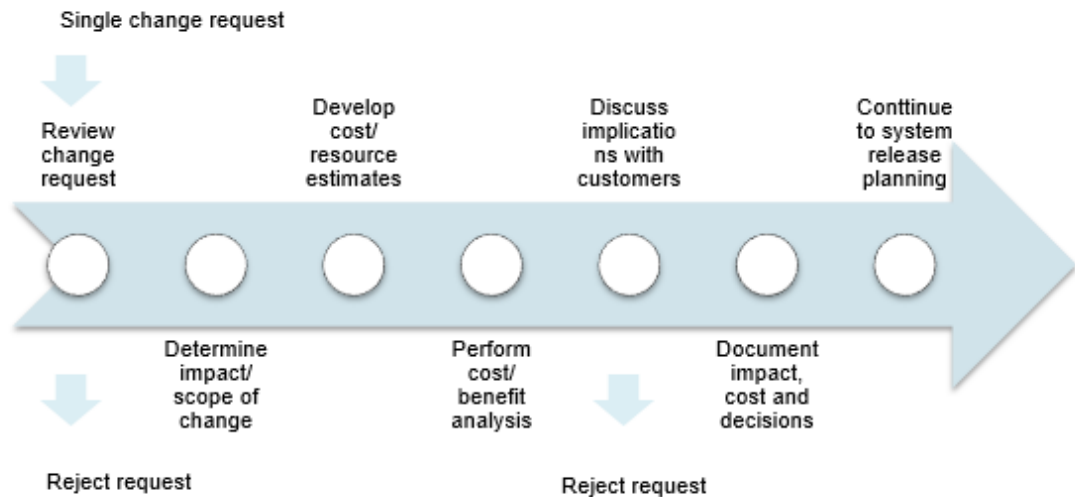 Single change request
Review
change
request
Develop
cost/
resource
estimates
Discuss
implicatio
ns with
customers
Conttinue
to system
release
planning
Determine
impact/
scope of
change
Perform
cost/
benefit
analysis
Document
impact,
cost and
decisions
Reject request
Reject request